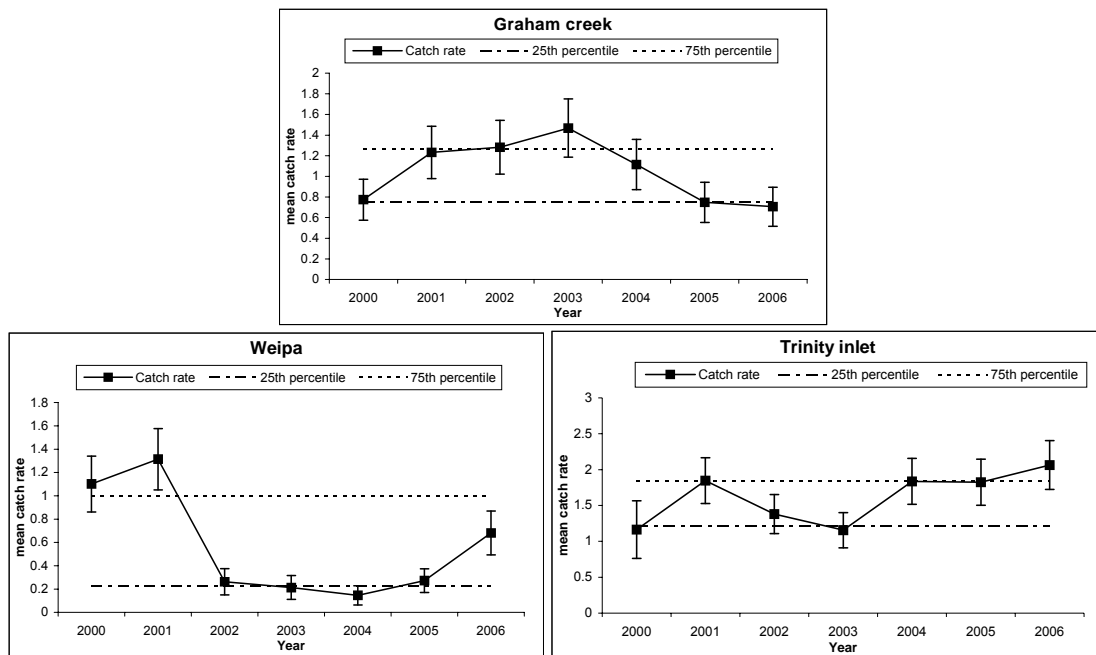 Graham creek
Catch rate 25th percentile 75th percentile
mean catch rate
2
1.8
1.6
1.4
1.2
1
0.8
0.6
0.4
0.2
0
2000 2001 2002 2003 2004 2005 2006
Year
Weipa
Catch rate 25th percentile 75th percentile
mean catch rate
1.8
1.6
1.4
1.2
1
0.8
0.6
0.4
0.2
0
2000 2001 2002 2003 2004 2005 2006
Year
Trinity inlet
Catch rate 25th percentile 75th percentile
mean catch rate
3
2.5
2
1.5
1
0.5
0
2000 2001 2002 2003 2004 2005 2006
Year